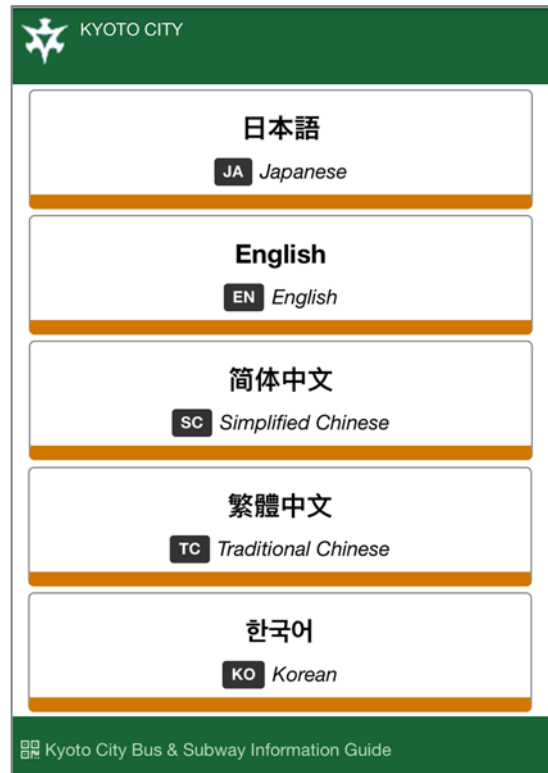 KYOTO CITY
日本語
JA Japanese
English
EN English
简体中文
SC Simplified Chinese
繁體中文
TC Traditional Chinese
한국어
KO Korean
Kyoto City Bus & Subway Information Guide